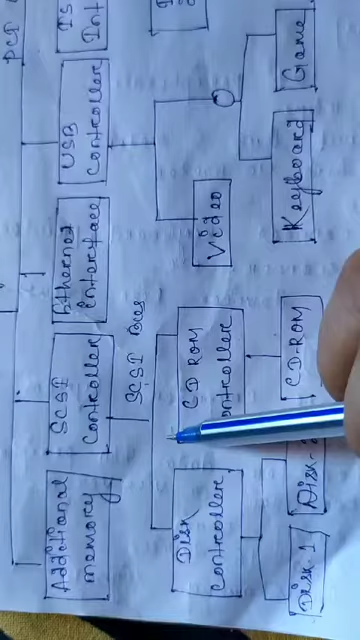 PCI
Additional
memory
SCSI
Controller
Ethernet
Interface
USB
Controller
SCSI Bus
Disk
Controller
CD ROM
Controller
Video
Disk-1
Disk-
CD-ROM
Keyboard
Game